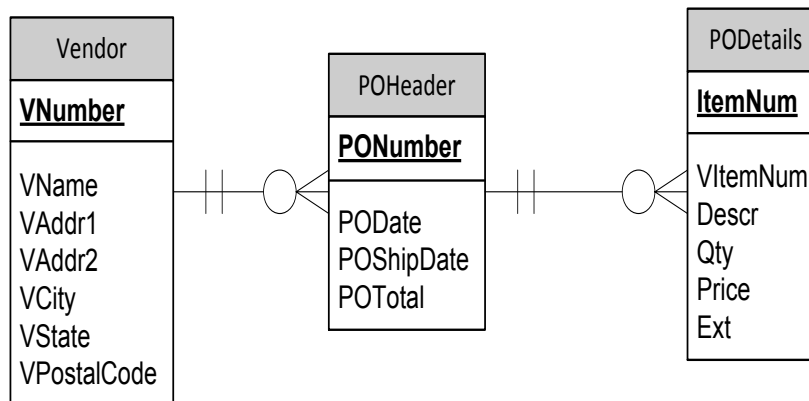 Vendor
VNumber
VName
VAddr1
VAddr2
VCity
VState
VPostalCode
POHeader
PONumber
PODate
POShipDate
POTotal
PODetails
ItemNum
VItemNum
Descr
Qty
Price
Ext